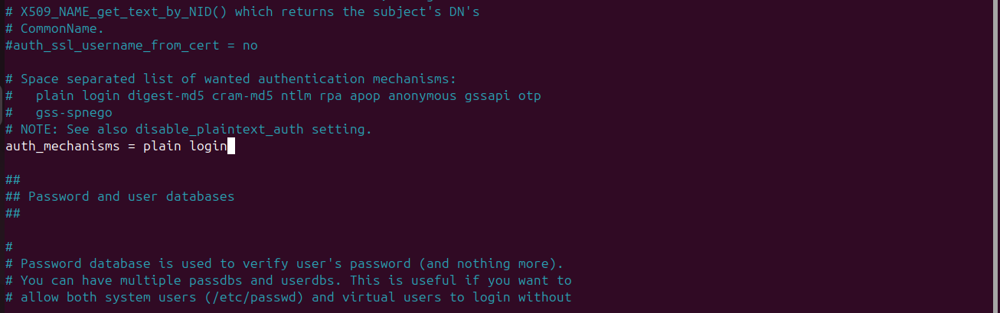 # X509_NAME_get_text_by_NID() which returns the subject's DN's
# CommonName.
#auth_ssl_username_from_cert = no
# Space separated list of wanted authentication mechanisms:
#   plain login digest-md5 cram-md5 ntlm rpa apop anonymous gssapi otp
#   gss-spnego
# NOTE: See also disable_plaintext_auth setting.
auth_mechanisms = plain login
##
## Password and user databases
##
#
# Password database is used to verify user's password (and nothing more).
# You can have multiple passdbs and userdbs. This is useful if you want to
# allow both system users (/etc/passwd) and virtual users to login without